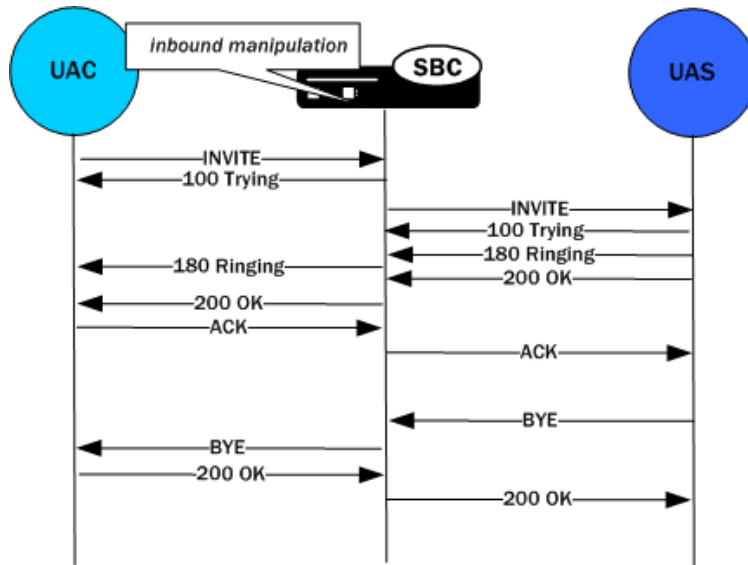 inbound manipulation
UAC
SBC
UAS
INVITE
100 Trying
INVITE
100 Trying
180 Ringing
180 Ringing
200 OK
200 OK
ACK
ACK
BYE
BYE
200 OK
200 OK